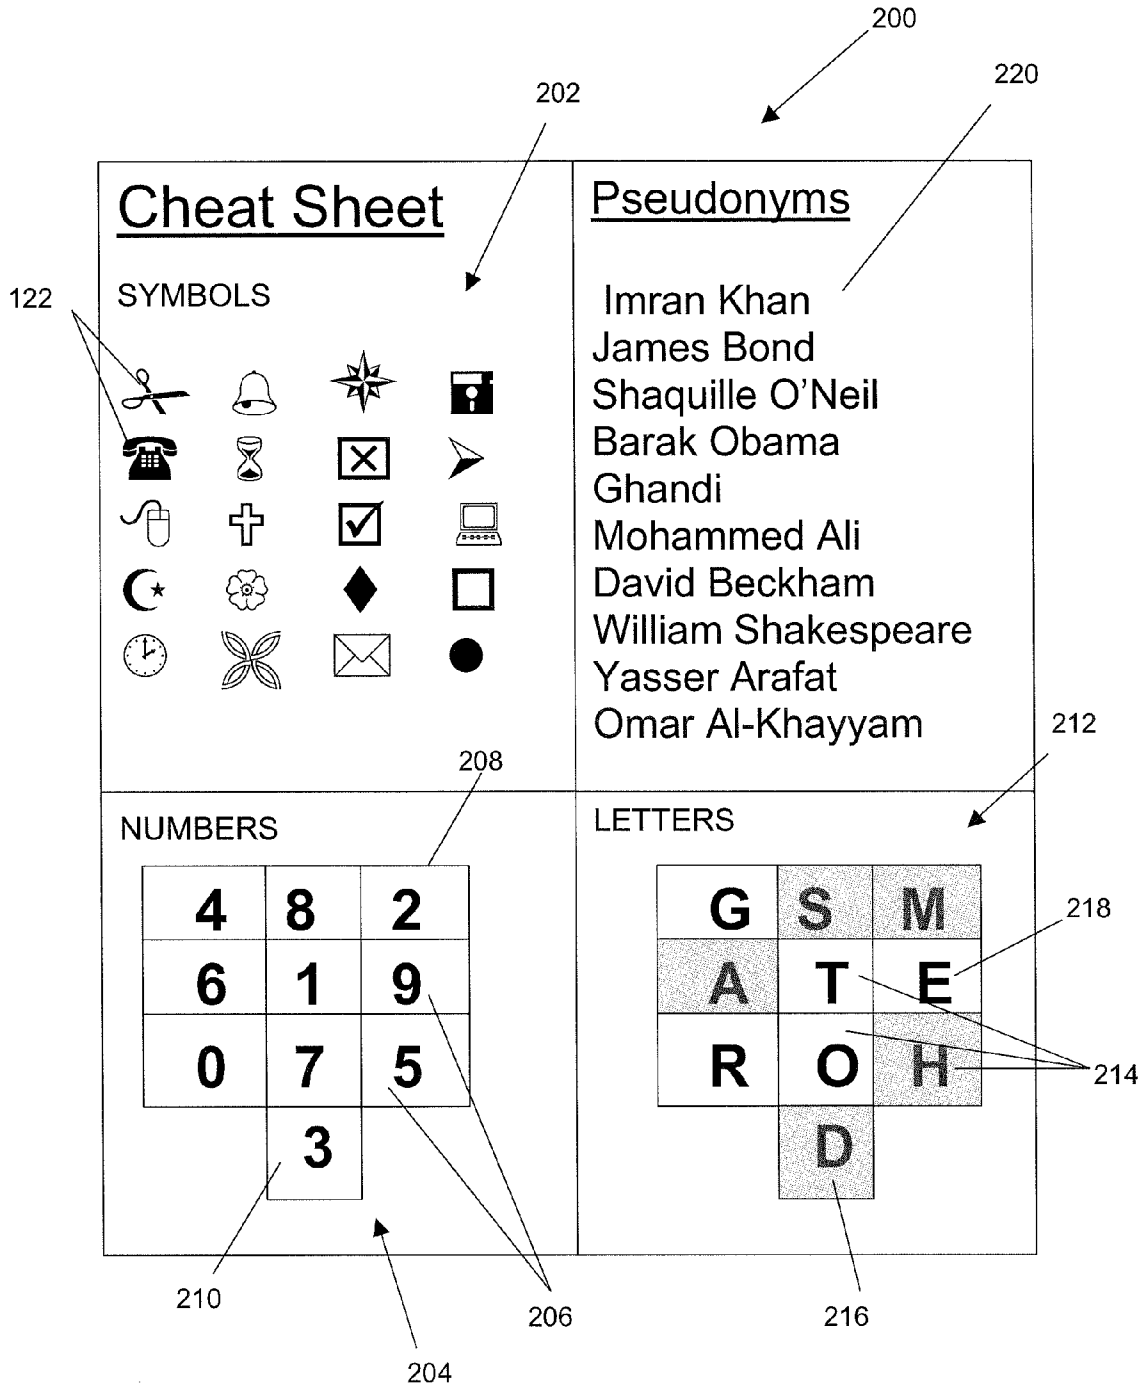 200
220
202
Cheat Sheet
Pseudonyms
SYMBOLS
122
Imran Khan
James Bond
Shaquille O'Neil
Barak Obama
Ghandi
Mohammed Ali
David Beckham
William Shakespeare
Yasser Arafat
Omar Al-Khayyam
212
208
NUMBERS
LETTERS
4 8 2
6 1 9
0 7 5
3
G S M
A T E
R O H
D
218
214
210
206
216
204